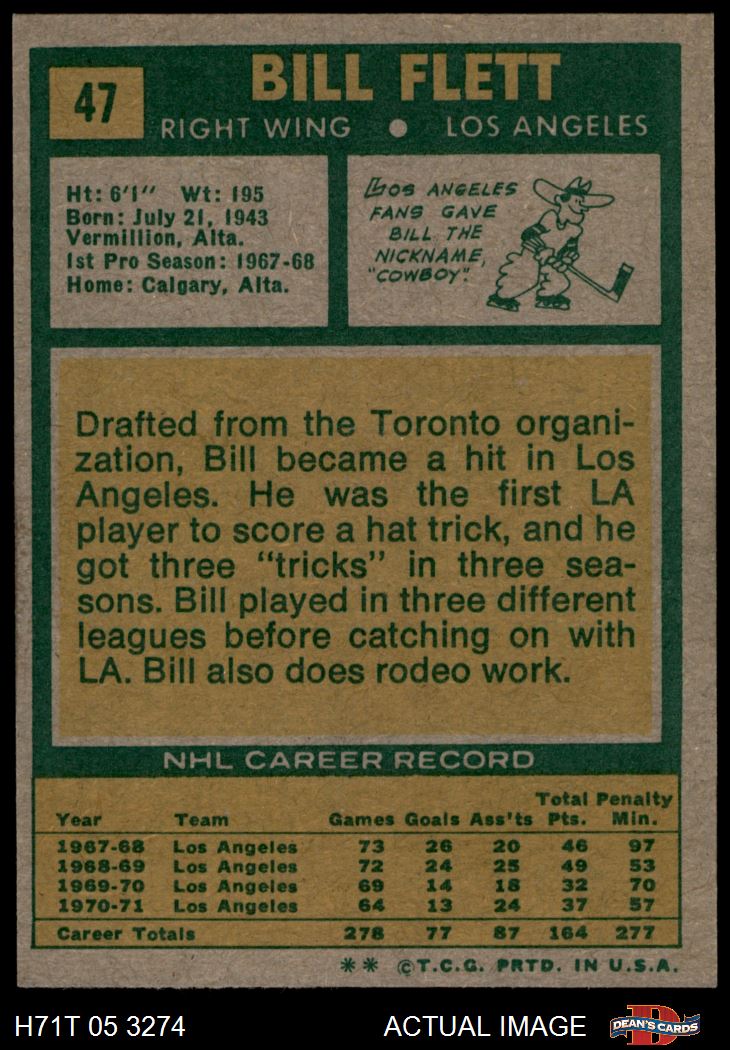 47
BILL FLETT
RIGHT WING ● LOS ANGELES
Ht: 6'1" Wt: 195
Born: July 21, 1943
Vermillion, Alta.
1st Pro Season: 1967-68
Home: Calgary, Alta.
LOS ANGELES
FANS GAVE
BILL THE
NICKNAME,
"COWBOY".
Drafted from the Toronto organi-
zation, Bill became a hit in Los
Angeles. He was the first LA
player to score a hat trick, and he
got three "tricks" in three sea-
sons. Bill played in three different
leagues before catching on with
LA. Bill also does rodeo work.
NHL CAREER RECORD
Total Penalty
Year Team Games Goals Ass'ts Pts. Min.
1967-68 Los Angeles 73 26 20 46 97
1968-69 Los Angeles 72 24 25 49 53
1969-70 Los Angeles 69 14 18 32 70
1970-71 Los Angeles 64 13 24 37 57
Career Totals 278 77 87 164 277
** ©T.C.G. PRTD. IN U.S.A.
H71T 05 3274 ACTUAL IMAGE
D
DEAN'S CARDS